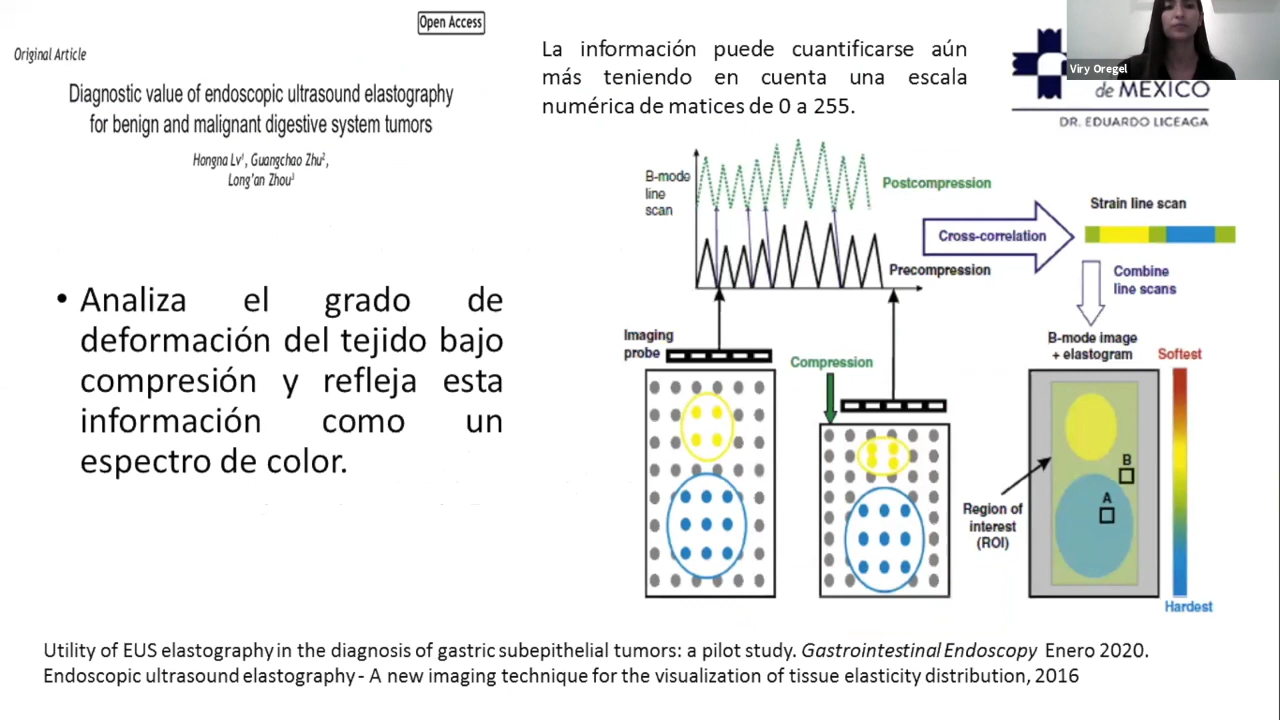 Open Access
Original Article
Diagnostic value of endoscopic ultrasound elastography
for benign and malignant digestive system tumors
Hongna Lv¹, Guangchao Zhu²,
Long'an Zhou³
La información puede cuantificarse aún
más teniendo en cuenta una escala
numérica de matices de 0 a 255.
Viry Oregel
de MEXICO
DR. EDUARDO LICEAGA
• Analiza el grado de
deformación del tejido bajo
compresión y refleja esta
información como un
espectro de color.
B-mode
line
scan
Postcompression
Precompression
Cross-correlation
Strain line scan
Combine
line scans
Imaging
probe
Compression
B-mode image
+ elastogram
Softest
B
A
Region of
interest
(ROI)
Hardest
Utility of EUS elastography in the diagnosis of gastric subepithelial tumors: a pilot study. Gastrointestinal Endoscopy Enero 2020.
Endoscopic ultrasound elastography - A new imaging technique for the visualization of tissue elasticity distribution, 2016